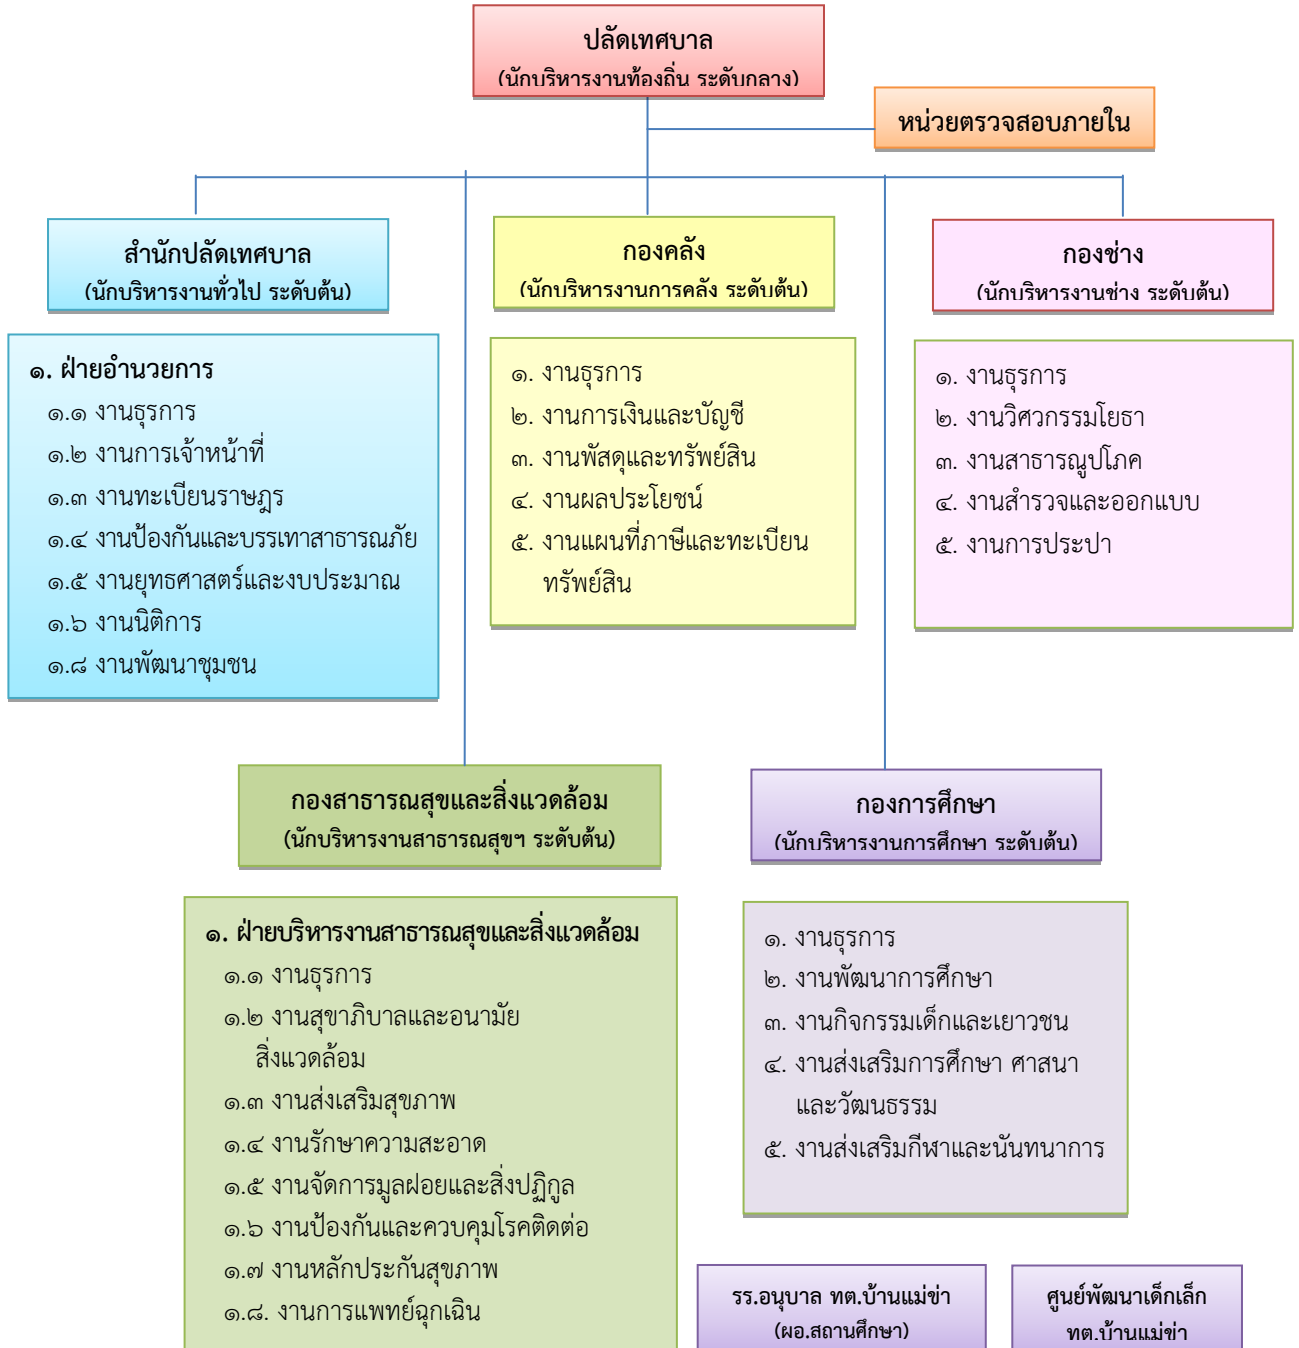 ปลัดเทศบาล
(นักบริหารงานท้องถิ่น ระดับกลาง)
หน่วยตรวจสอบภายใน
สำนักปลัดเทศบาล
(นักบริหารงานทั่วไป ระดับต้น)
กองคลัง
(นักบริหารงานการคลัง ระดับต้น)
กองช่าง
(นักบริหารงานช่าง ระดับต้น)
๑. ฝ่ายอำนวยการ
๑.๑ งานธุรการ
๑.๒ งานการเจ้าหน้าที่
๑.๓ งานทะเบียนราษฎร
๑.๔ งานป้องกันและบรรเทาสาธารณภัย
๑.๕ งานยุทธศาสตร์และงบประมาณ
๑.๖ งานนิติการ
๑.๘ งานพัฒนาชุมชน
๑. งานธุรการ
๒. งานการเงินและบัญชี
๓. งานพัสดุและทรัพย์สิน
๔. งานผลประโยชน์
๕. งานแผนที่ภาษีและทะเบียน
ทรัพย์สิน
๑. งานธุรการ
๒. งานวิศวกรรมโยธา
๓. งานสาธารณูปโภค
๔. งานสำรวจและออกแบบ
๕. งานการประปา
กองสาธารณสุขและสิ่งแวดล้อม
(นักบริหารงานสาธารณสุขฯ ระดับต้น)
กองการศึกษา
(นักบริหารงานการศึกษา ระดับต้น)
๑. ฝ่ายบริหารงานสาธารณสุขและสิ่งแวดล้อม
๑.๑ งานธุรการ
๑.๒ งานสุขาภิบาลและอนามัย
สิ่งแวดล้อม
๑.๓ งานส่งเสริมสุขภาพ
๑.๔ งานรักษาความสะอาด
๑.๕ งานจัดการมูลฝอยและสิ่งปฏิกูล
๑.๖ งานป้องกันและควบคุมโรคติดต่อ
๑.๗ งานหลักประกันสุขภาพ
๑.๘. งานการแพทย์ฉุกเฉิน
๑. งานธุรการ
๒. งานพัฒนาการศึกษา
๓. งานกิจกรรมเด็กและเยาวชน
๔. งานส่งเสริมการศึกษา ศาสนา
และวัฒนธรรม
๕. งานส่งเสริมกีฬาและนันทนาการ
รร.อนุบาล ทต.บ้านแม่ข่า
(ผอ.สถานศึกษา)
ศูนย์พัฒนาเด็กเล็ก
ทต.บ้านแม่ข่า